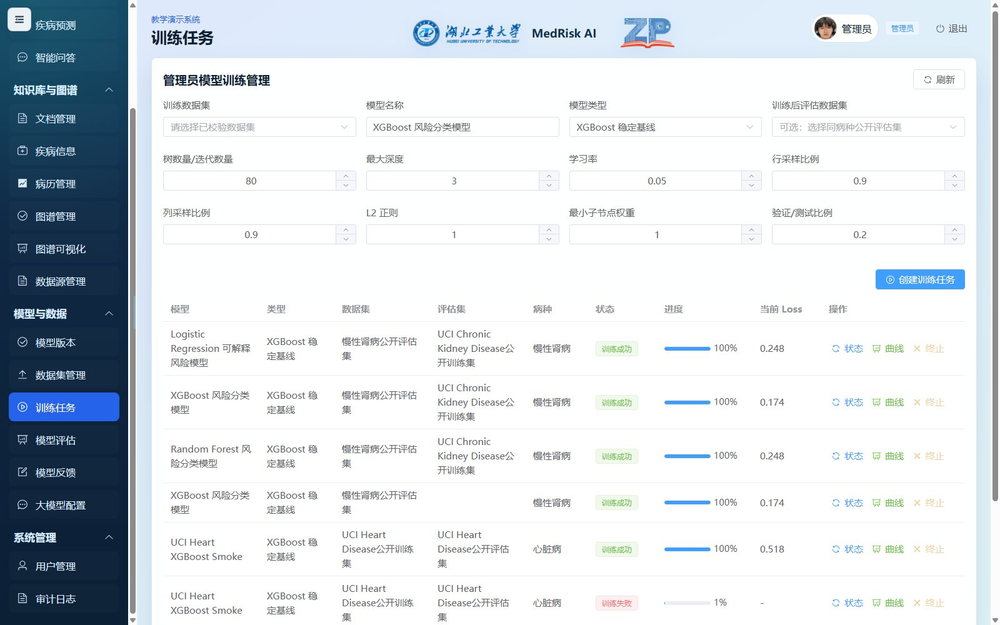 疾病预测
智能问答
知识库与图谱
文档管理
疾病信息
病历管理
图谱管理
图谱可视化
数据源管理
模型与数据
模型版本
数据集管理
训练任务
模型评估
模型反馈
大模型配置
系统管理
用户管理
审计日志
教学演示系统
训练任务
湖北工业大学
HUBEI UNIVERSITY OF TECHNOLOGY
MedRisk AI
ZP
管理员
管理员
退出
管理员模型训练管理
刷新
训练数据集
模型名称
模型类型
训练后评估数据集
请选择已校验数据集
XGBoost 风险分类模型
XGBoost 稳定基线
可选：选择同病种公开评估集
树数量/迭代数量
最大深度
学习率
行采样比例
80
3
0.05
0.9
列采样比例
L2 正则
最小子节点权重
验证/测试比例
0.9
1
1
0.2
创建训练任务
模型 类型 数据集 评估集 病种 状态 进度 当前 Loss 操作
Logistic
Regression 可解释
风险模型
XGBoost 稳
定基线
慢性肾病公开评估
集
UCI Chronic
Kidney Disease公
开训练集
慢性肾病
训练成功
100%
0.248
状态 曲线 终止
XGBoost 风险分类
模型
XGBoost 稳
定基线
慢性肾病公开评估
集
UCI Chronic
Kidney Disease公
开训练集
慢性肾病
训练成功
100%
0.174
状态 曲线 终止
Random Forest 风
险分类模型
XGBoost 稳
定基线
慢性肾病公开评估
集
UCI Chronic
Kidney Disease公
开训练集
慢性肾病
训练成功
100%
0.248
状态 曲线 终止
XGBoost 风险分类
模型
XGBoost 稳
定基线
慢性肾病公开评估
集
慢性肾病
训练成功
100%
0.174
状态 曲线 终止
UCI Heart
XGBoost Smoke
XGBoost 稳
定基线
UCI Heart
Disease公开训练
集
UCI Heart
Disease公开评估
集
心脏病
训练成功
100%
0.518
状态 曲线 终止
UCI Heart
XGBoost Smoke
XGBoost 稳
定基线
UCI Heart
Disease公开训练
集
UCI Heart
Disease公开评估
集
心脏病
训练失败
1%
-
状态 曲线 终止